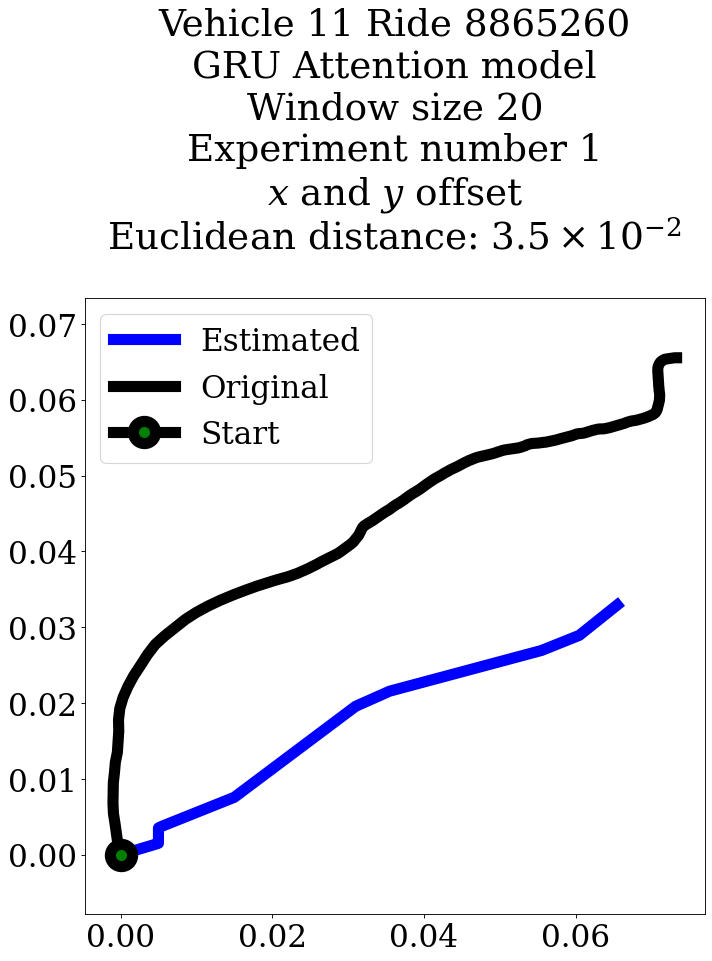 Vehicle 11 Ride 8865260
GRU Attention model
Window size 20
Experiment number 1
x and y offset
Euclidean distance: 3.5 × 10⁻²
Estimated
Original
Start
0.07
0.06
0.05
0.04
0.03
0.02
0.01
0.00
0.00 0.02 0.04 0.06